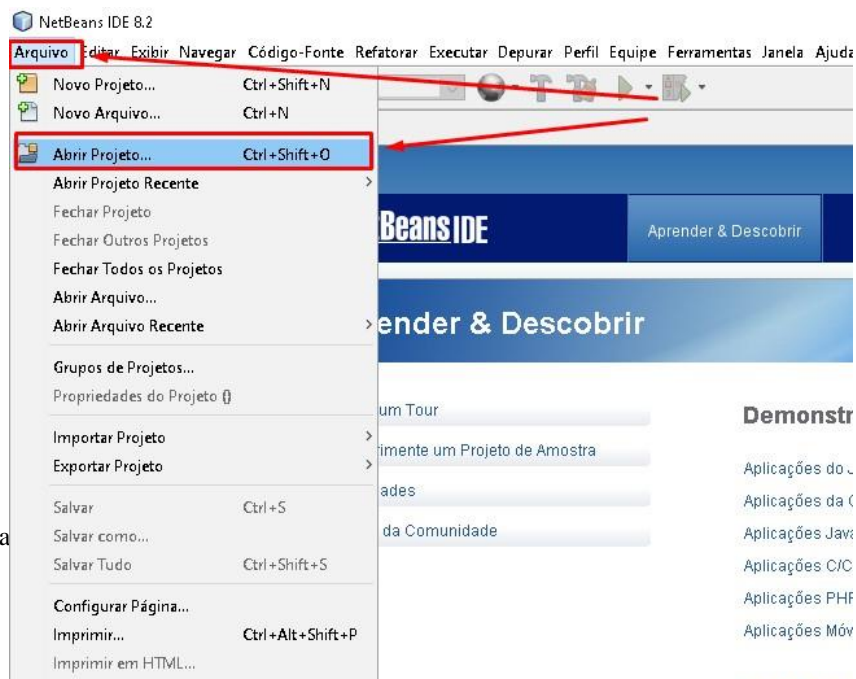 NetBeans IDE 8.2
Arquivo Editar Exibir Navegar Código-Fonte Refatorar Executar Depurar Perfil Equipe Ferramentas Janela Ajuda
Novo Projeto... Ctrl+Shift+N
Novo Arquivo... Ctrl+N
Abrir Projeto... Ctrl+Shift+O
Abrir Projeto Recente
Fechar Projeto
Fechar Outros Projetos
Fechar Todos os Projetos
Abrir Arquivo...
Abrir Arquivo Recente
Grupos de Projetos...
Propriedades do Projeto ()
Importar Projeto
Exportar Projeto
Salvar Ctrl+S
Salvar como...
Salvar Tudo Ctrl+Shift+S
Configurar Página...
Imprimir... Ctrl+Alt+Shift+P
Imprimir em HTML...
a
Beans IDE
Aprender & Descobrir
ender & Descobrir
um Tour
rimente um Projeto de Amostra
ades
da Comunidade
Demonstr
Aplicações do J
Aplicações da
Aplicações Java
Aplicações C/C
Aplicações PHP
Aplicações Móv